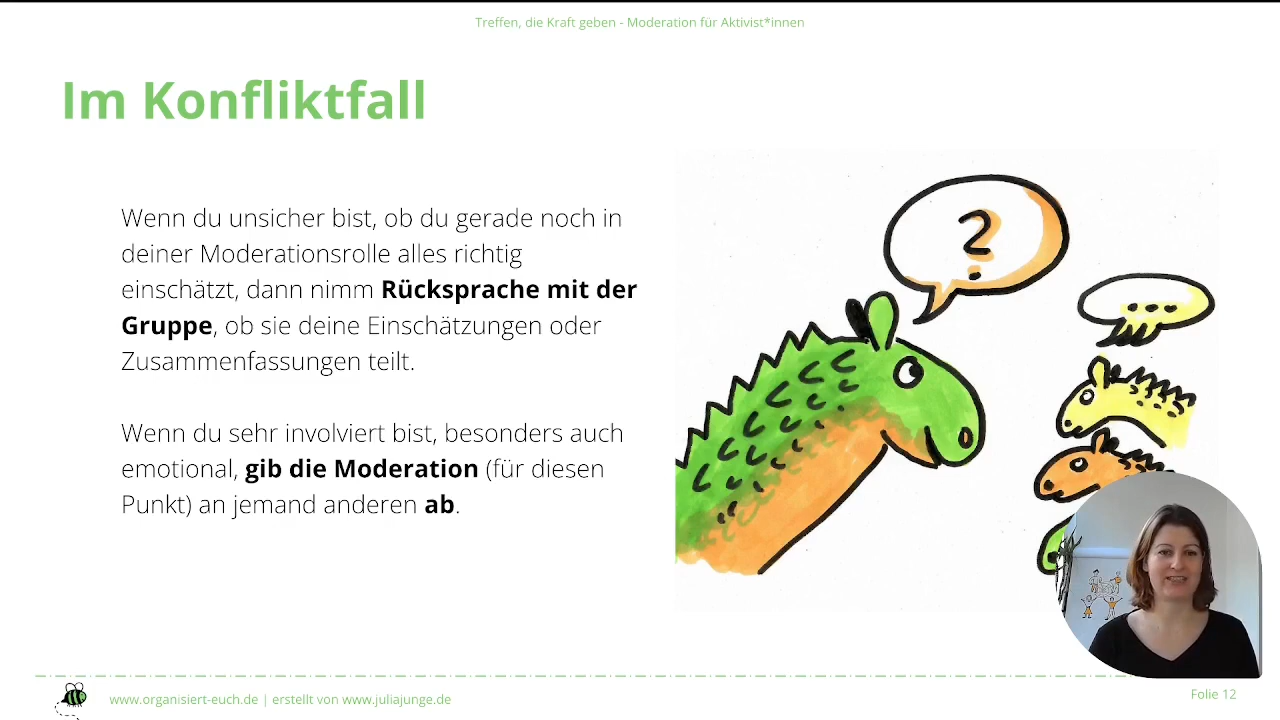 Treffen, die Kraft geben - Moderation für Aktivist*innen
Im Konfliktfall
Wenn du unsicher bist, ob du gerade noch in
deiner Moderationsrolle alles richtig
einschätzt, dann nimm Rücksprache mit der
Gruppe, ob sie deine Einschätzungen oder
Zusammenfassungen teilt.
Wenn du sehr involviert bist, besonders auch
emotional, gib die Moderation (für diesen
Punkt) an jemand anderen ab.
?
...
www.organisiert-euch.de | erstellt von www.juliajunge.de
Folie 12